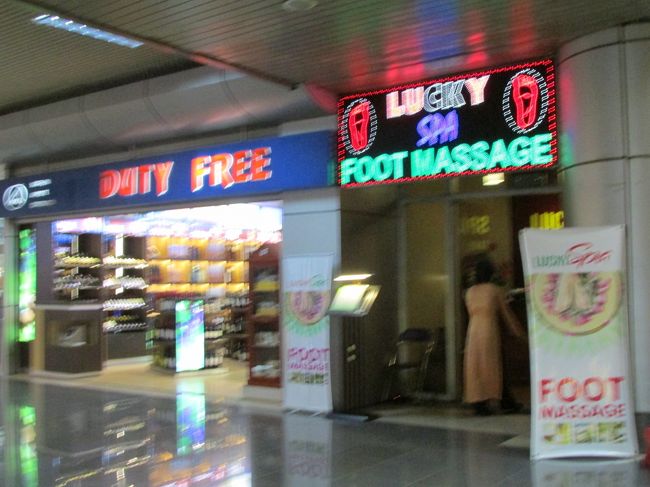 DUTY FREE
LUCKY
SPA
FOOT MASSAGE
FOOT
MASSAGE
FOOT
MASSAGE